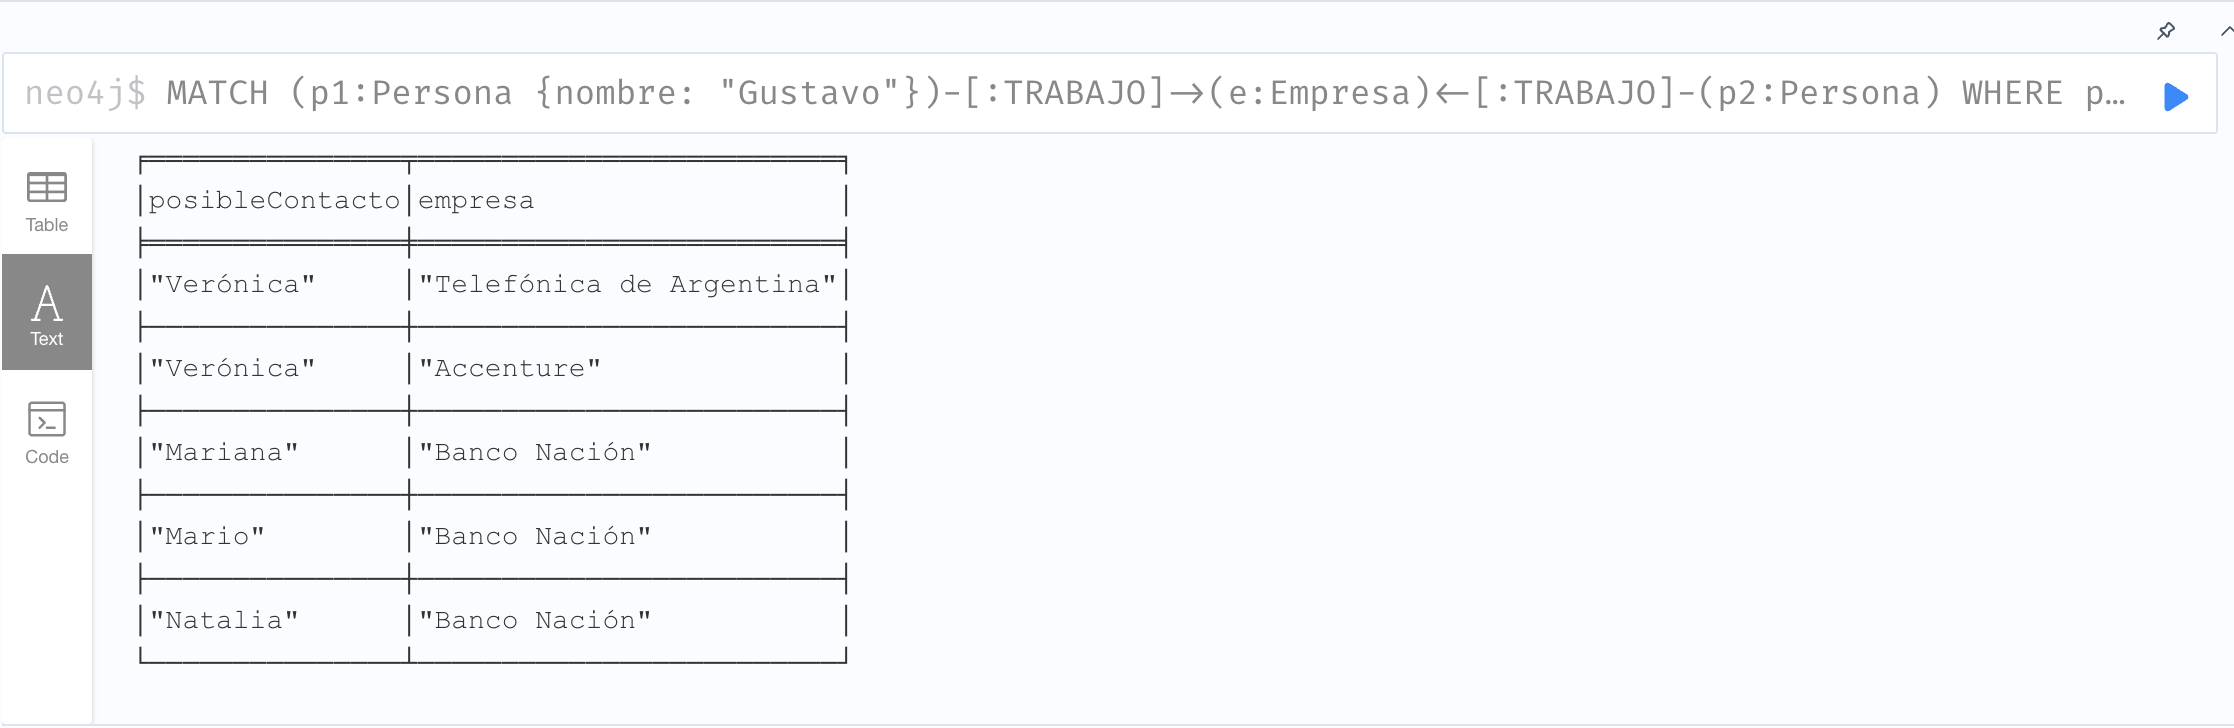 neo4j$ MATCH (p1:Persona {nombre: "Gustavo"})-[:TRABAJO]->(e:Empresa)<-[:TRABAJO]-(p2:Persona) WHERE p…
Table
Text
Code
posibleContacto empresa
"Verónica" "Telefónica de Argentina"
"Verónica" "Accenture"
"Mariana" "Banco Nación"
"Mario" "Banco Nación"
"Natalia" "Banco Nación"